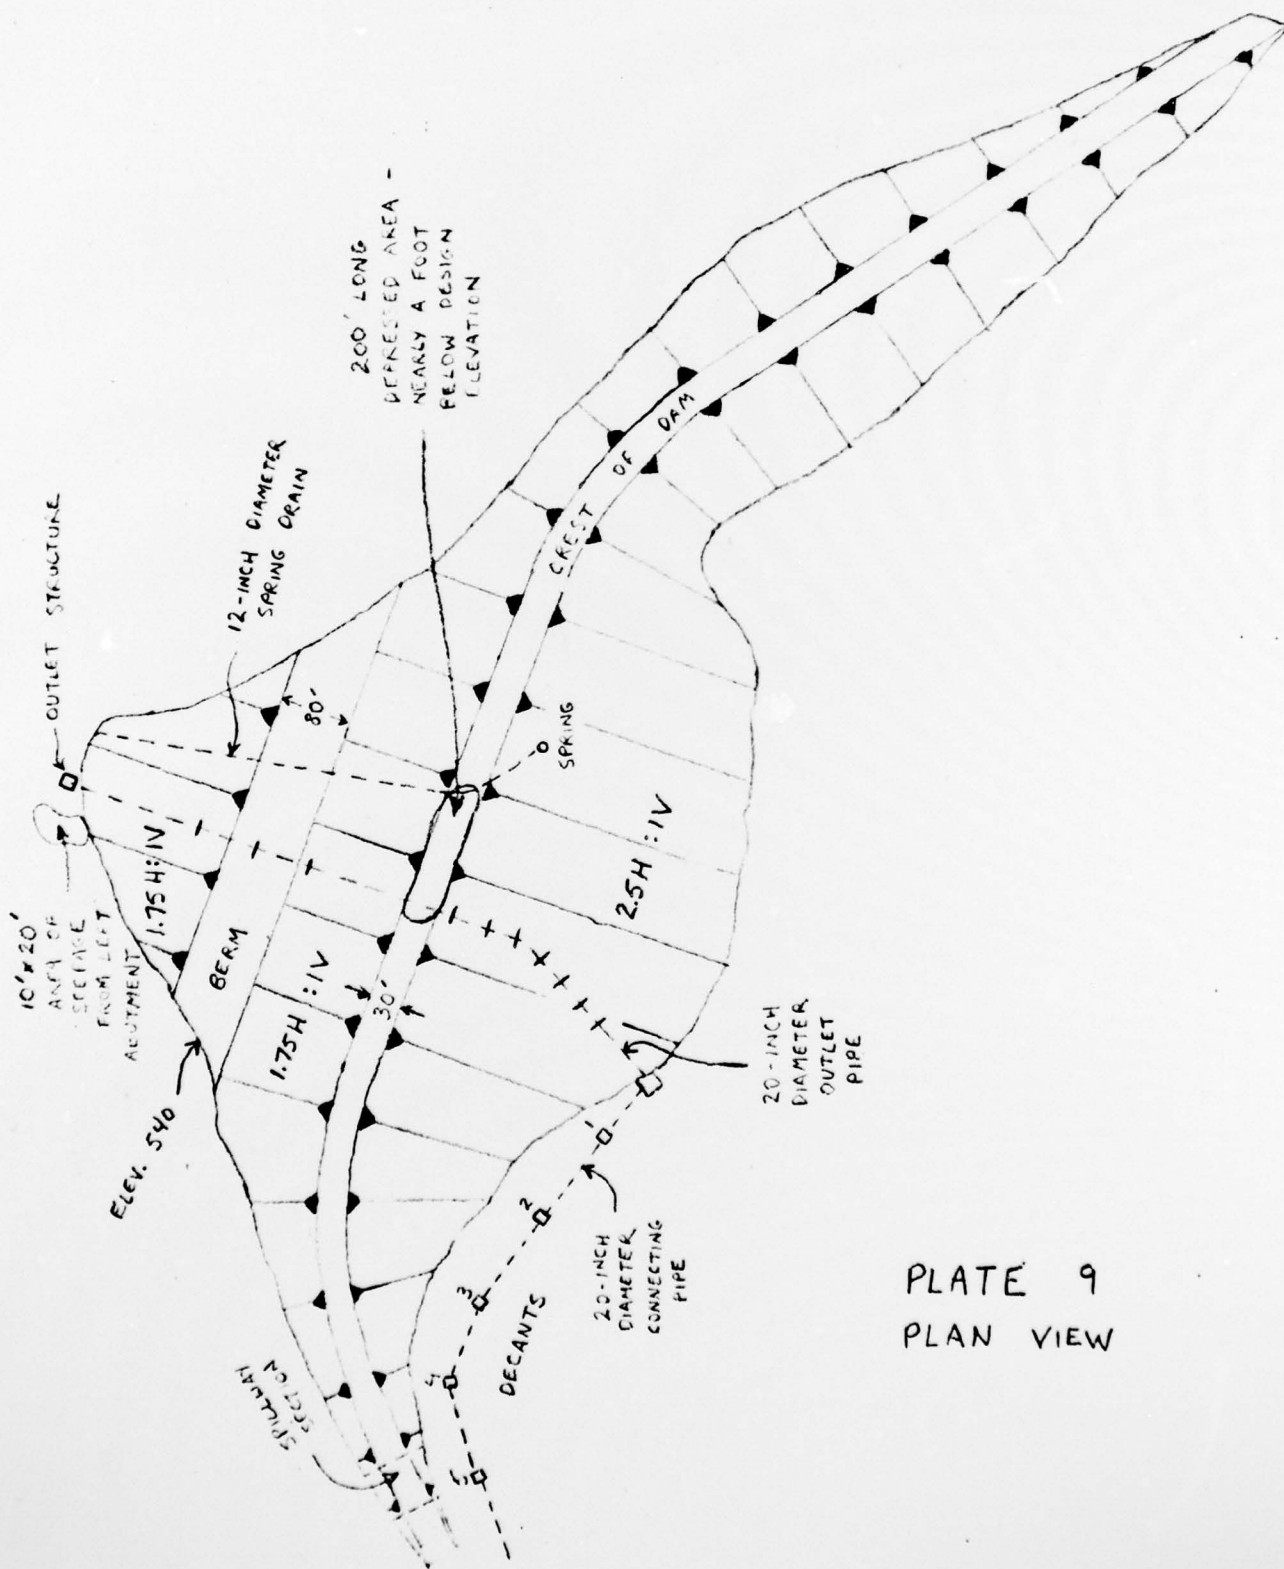 200' LONG
DEPRESSED AREA -
NEARLY A FOOT
BELOW DESIGN
ELEVATION
12-INCH DIAMETER
SPRING DRAIN
OUTLET STRUCTURE
10' x 20'
AREA OF
SEEPAGE
FROM LEFT
ABUTMENT
1.75H:1V
80'
BERM
1.75H:1V
30'
ELEV. 540
CREST OF DAM
SPRING
2.5H:1V
20-INCH
DIAMETER
OUTLET
PIPE
20-INCH
DIAMETER
CONNECTING
PIPE
1
2
3
4
5
DECANTS
SPILLWAY
SECTION
PLATE 9
PLAN VIEW